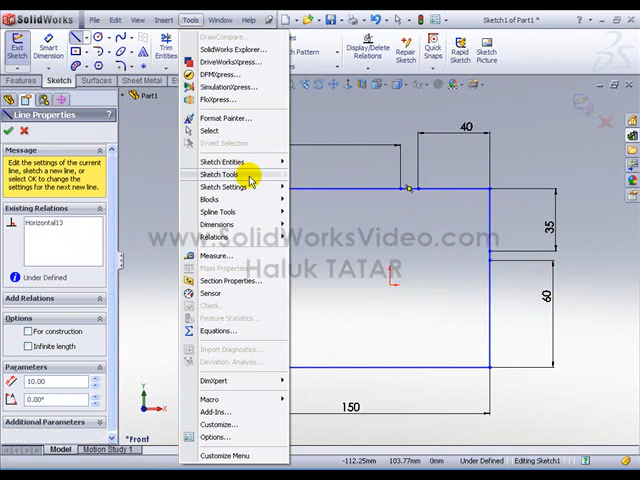 SolidWorks File Edit View Insert Tools Window Help Sketch1 of Part1 *
Exit Sketch
Smart Dimension
Trim Entities
Display/Delete Relations
Repair Sketch
Quick Snaps
Rapid Sketch
Picture
Features Sketch Surfaces Sheet Metal
Part1
Line Properties
Message
Edit the settings of the current line, sketch a new line, or select OK to change the settings for the next new line.
Existing Relations
Horizontal13
Under Defined
Add Relations
Options
For construction
Infinite length
Parameters
10.00
0.00°
Additional Parameters
DrawCompare...
SolidWorks Explorer...
DriveWorksXpress...
DFMXpress...
SimulationXpress...
FloXpress...
Format Painter...
Select
Invert Selection
Sketch Entities
Sketch Tools
Sketch Settings
Blocks
Spline Tools
Dimensions
Relations
Measure...
Mass Properties...
Section Properties...
Sensor
Check...
Feature Statistics...
Equations...
Import Diagnostics...
Deviation Analysis...
DimXpert
Macro
Add-Ins...
Customize...
Options...
Customize Menu
40
35
60
150
www.SolidWorksVideo.com
Haluk TATAR
Y
X
*Front
Model Motion Study 1
-112.25mm 103.77mm 0mm Under Defined Editing Sketch1